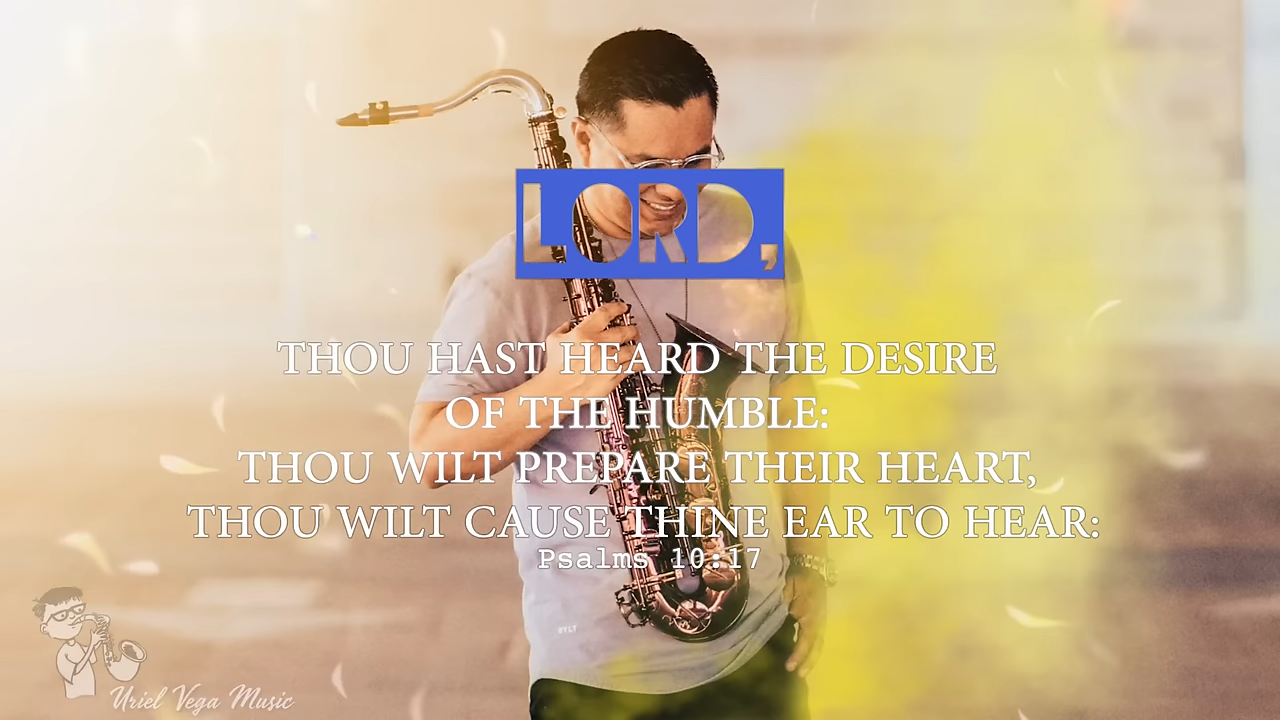 LORD,
THOU HAST HEARD THE DESIRE
OF THE HUMBLE:
THOU WILT PREPARE THEIR HEART,
THOU WILT CAUSE THINE EAR TO HEAR:
Psalms 10:17
RYLT
Uriel Vega Music